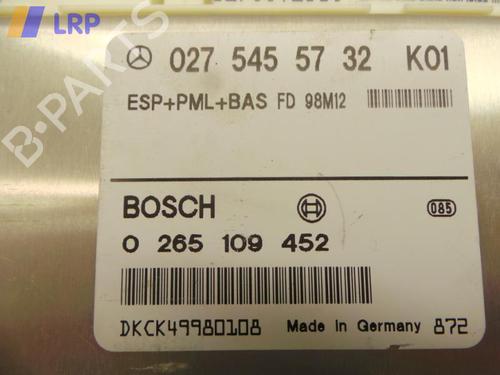 LRP
B-PARTS
027 545 57 32 K01
ESP+PML+BAS FD 98M12
BOSCH
085
0 265 109 452
DKCK49980108 Made in Germany 872